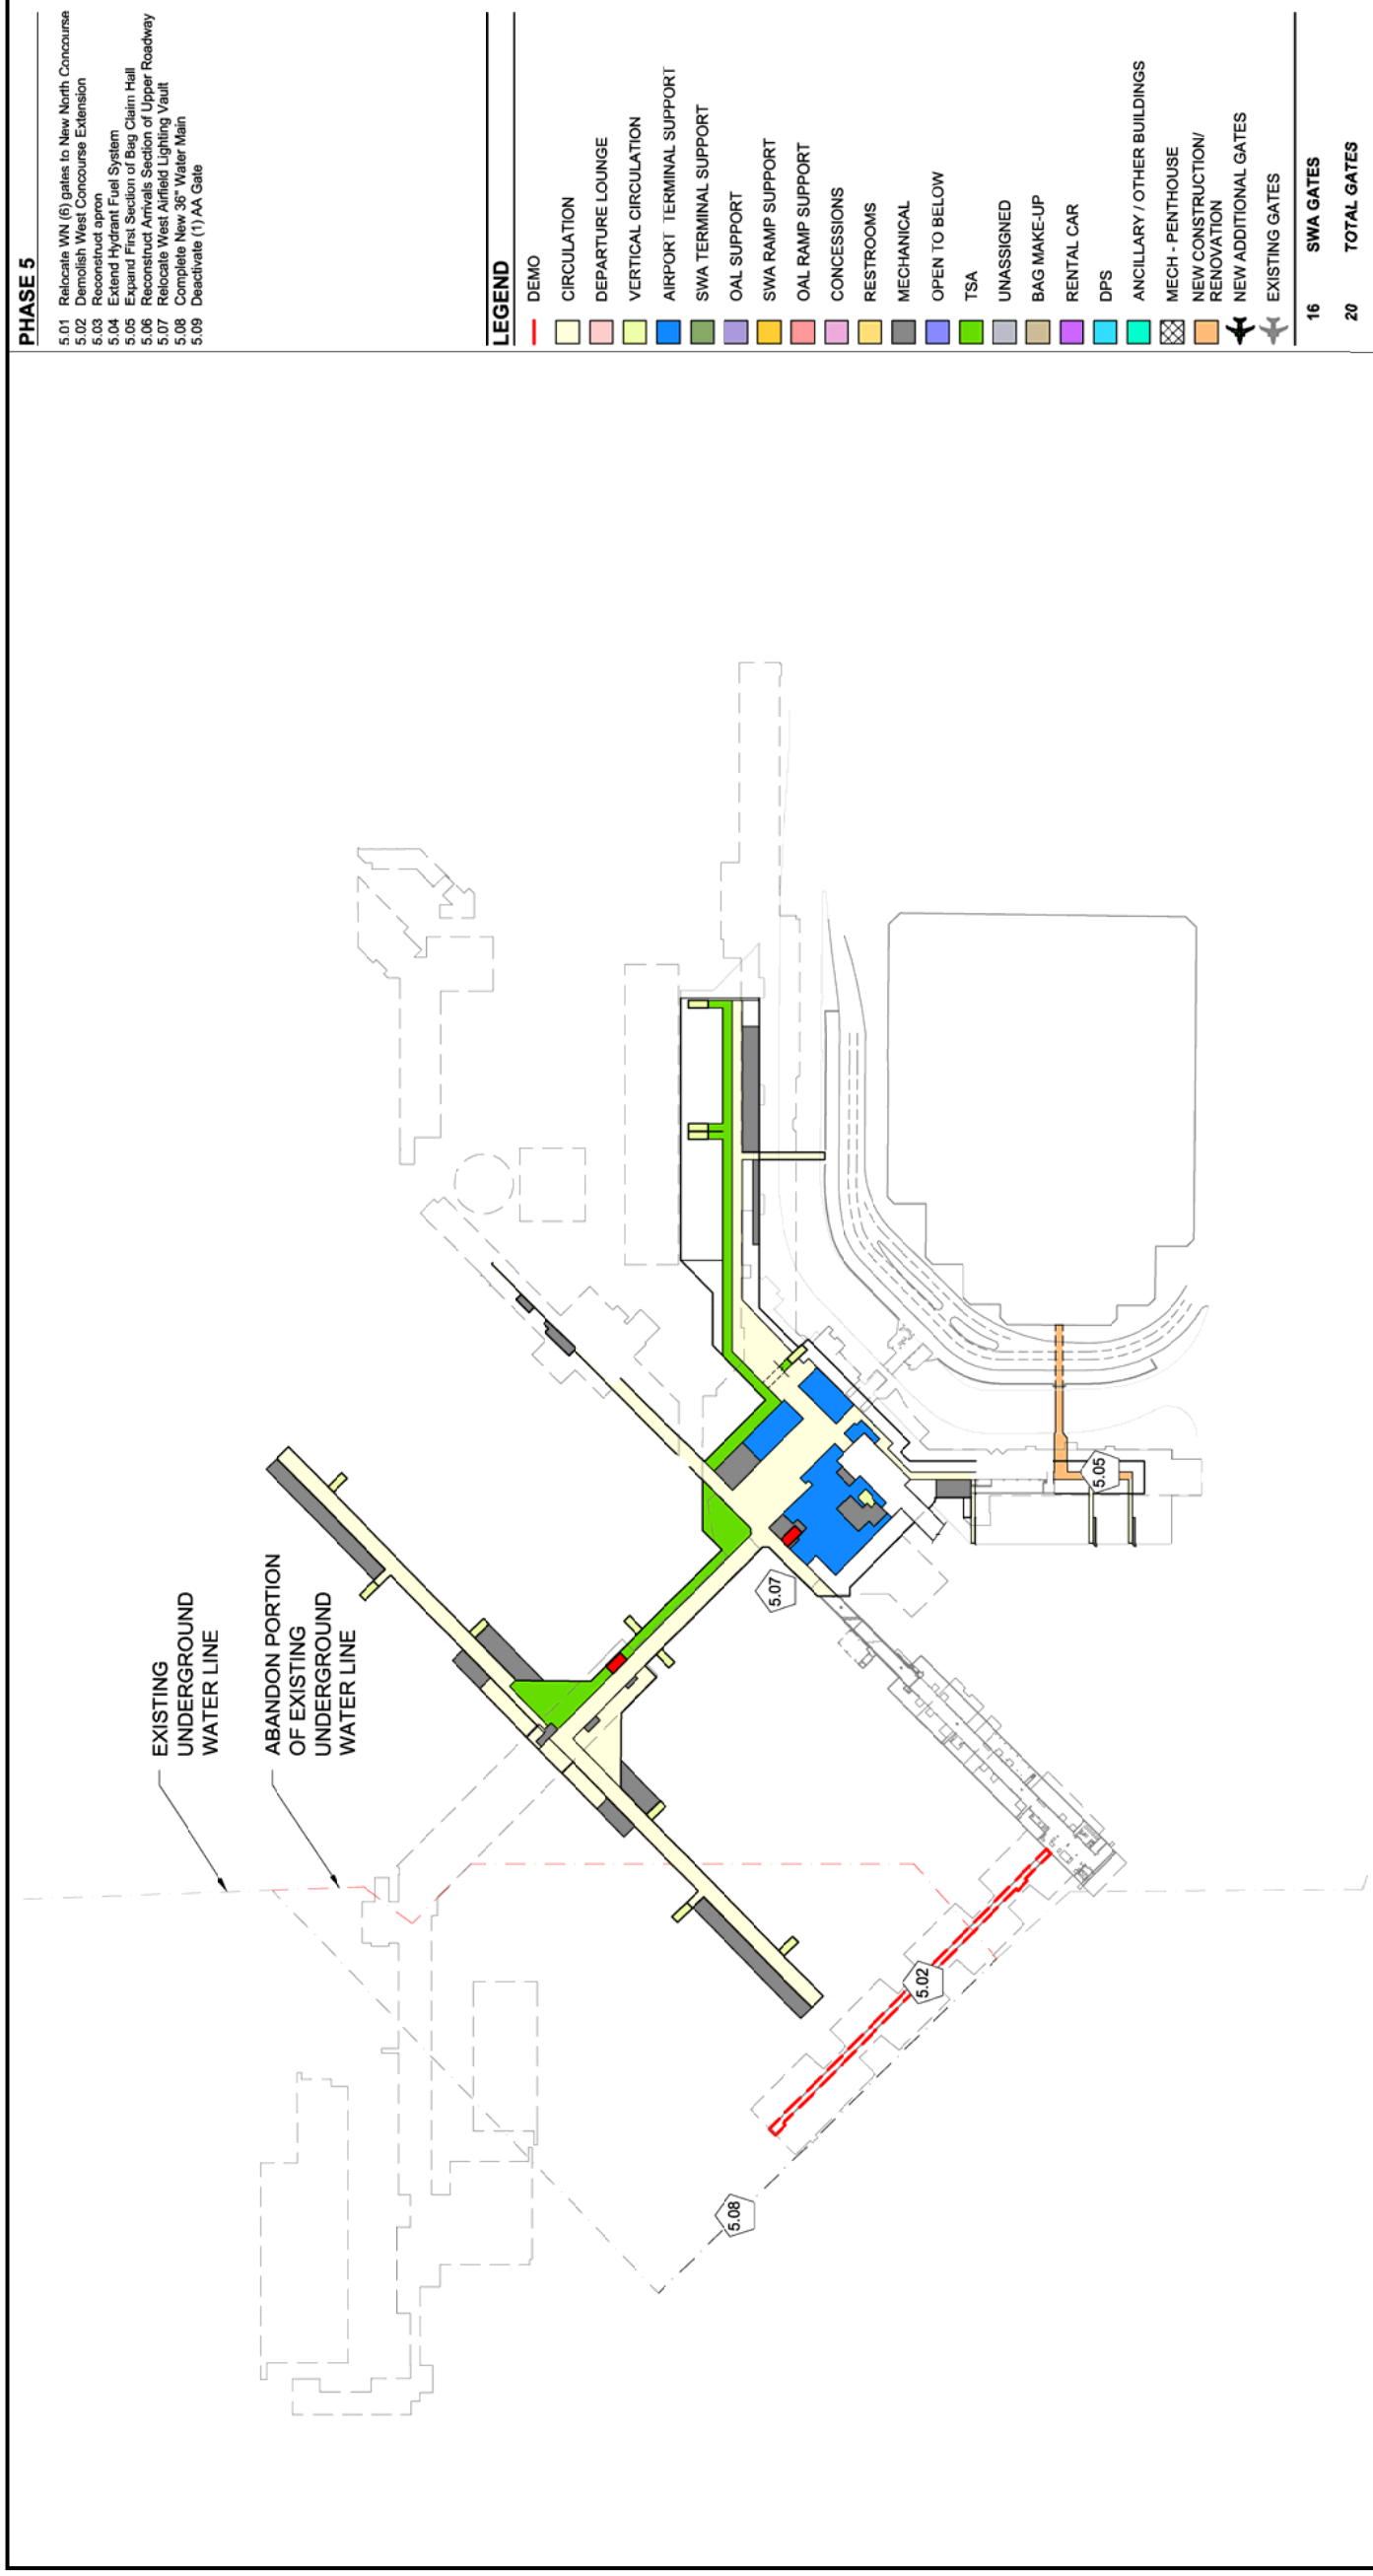 PHASE 5
5.01 Relocate WN (6) gates to New North Concourse
5.02 Demolish West Concourse Extension
5.03 Reconstruct apron
5.04 Extend Hydrant Fuel System
5.05 Expand First Section of Bag Claim Hall
5.06 Reconstruct Arrivals Section of Upper Roadway
5.07 Relocate West Airfield Lighting Vault
5.08 Complete New 36" Water Main
5.09 Deactivate (1) AA Gate
LEGEND
DEMO
CIRCULATION
DEPARTURE LOUNGE
VERTICAL CIRCULATION
AIRPORT TERMINAL SUPPORT
SWA TERMINAL SUPPORT
OAL SUPPORT
SWA RAMP SUPPORT
OAL RAMP SUPPORT
CONCESSIONS
RESTROOMS
MECHANICAL
OPEN TO BELOW
TSA
UNASSIGNED
BAG MAKE-UP
RENTAL CAR
DPS
ANCILLARY / OTHER BUILDINGS
MECH - PENTHOUSE
NEW CONSTRUCTION/
RENOVATION
NEW ADDITIONAL GATES
EXISTING GATES
16 SWA GATES
20 TOTAL GATES
EXISTING
UNDERGROUND
WATER LINE
ABANDON PORTION
OF EXISTING
UNDERGROUND
WATER LINE
5.07
5.05
5.02
5.08